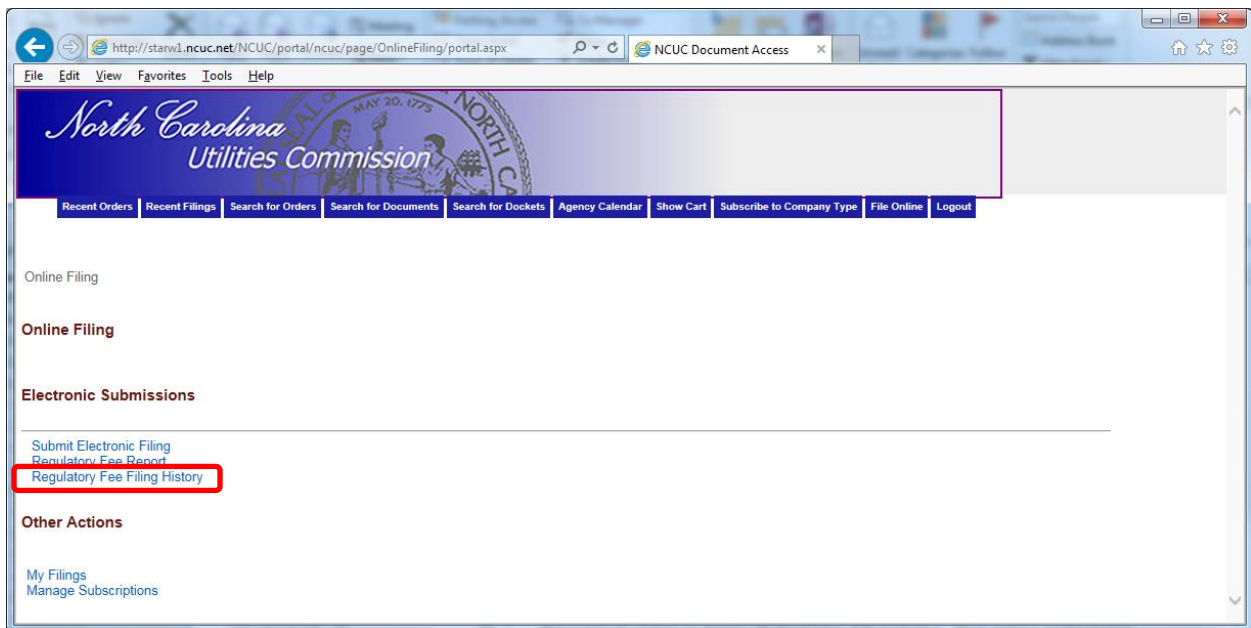 http://starw1.ncuc.net/NCUC/portal/ncuc/page/OnlineFiling/portal.aspx
NCUC Document Access
File Edit View Favorites Tools Help
North Carolina
Utilities Commission
MAY 20, 1775
NORTH CA
Recent Orders Recent Filings Search for Orders Search for Documents Search for Dockets Agency Calendar Show Cart Subscribe to Company Type File Online Logout
Online Filing
Online Filing
Electronic Submissions
Submit Electronic Filing
Regulatory Fee Report
Regulatory Fee Filing History
Other Actions
My Filings
Manage Subscriptions